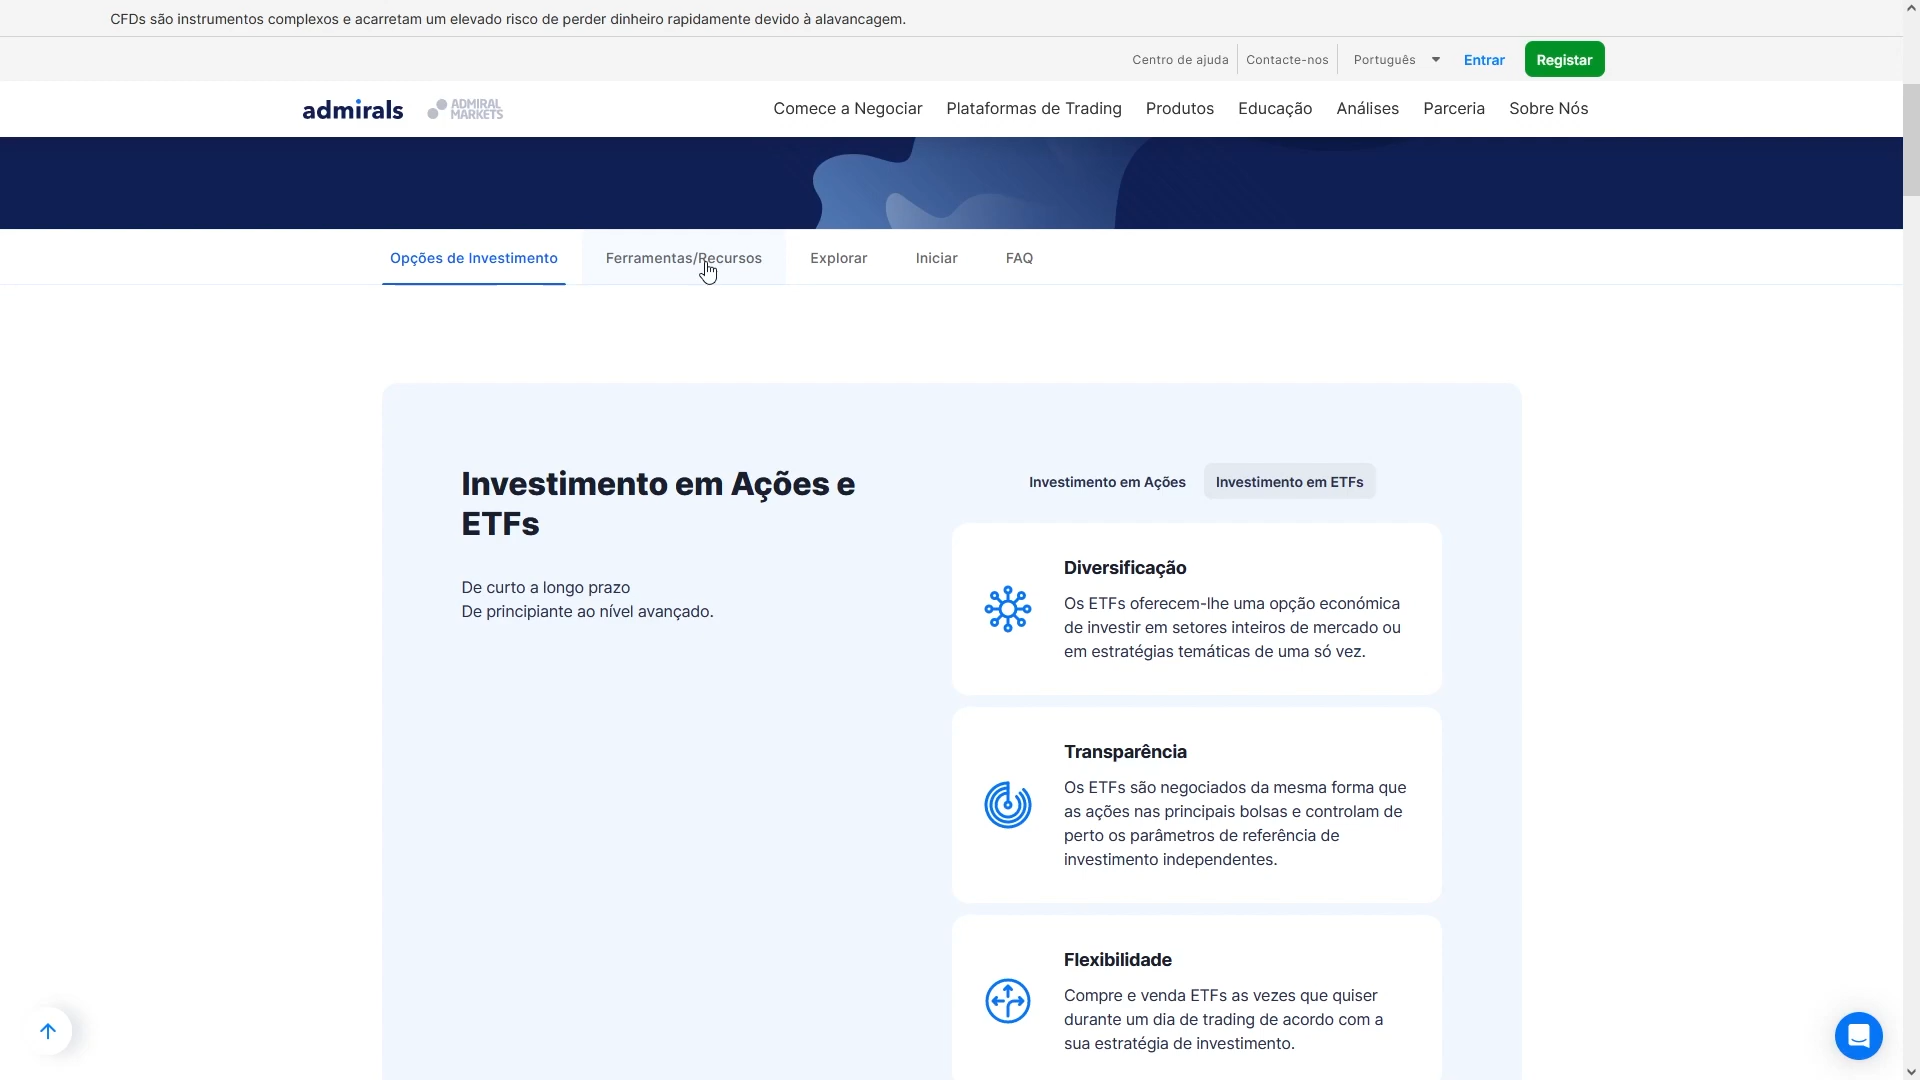 CFDs são instrumentos complexos e acarretam um elevado risco de perder dinheiro rapidamente devido à alavancagem.
Centro de ajuda
Contacte-nos
Português
Entrar
Registar
admirals
ADMIRAL
MARKETS
Comece a Negociar
Plataformas de Trading
Produtos
Educação
Análises
Parceria
Sobre Nós
Opções de Investimento
Ferramentas/Recursos
Explorar
Iniciar
FAQ
Investimento em Ações e
ETFs
De curto a longo prazo
De principiante ao nível avançado.
Investimento em Ações
Investimento em ETFs
Diversificação
Os ETFs oferecem-lhe uma opção económica
de investir em setores inteiros de mercado ou
em estratégias temáticas de uma só vez.
Transparência
Os ETFs são negociados da mesma forma que
as ações nas principais bolsas e controlam de
perto os parâmetros de referência de
investimento independentes.
Flexibilidade
Compre e venda ETFs as vezes que quiser
durante um dia de trading de acordo com a
sua estratégia de investimento.